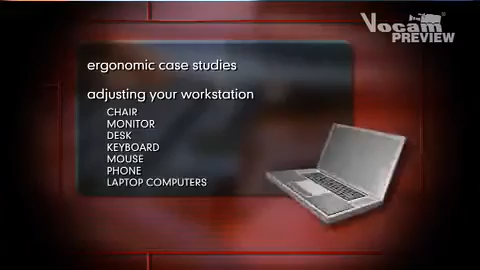 Vocam
PREVIEW
ergonomic case studies
adjusting your workstation
CHAIR
MONITOR
DESK
KEYBOARD
MOUSE
PHONE
LAPTOP COMPUTERS